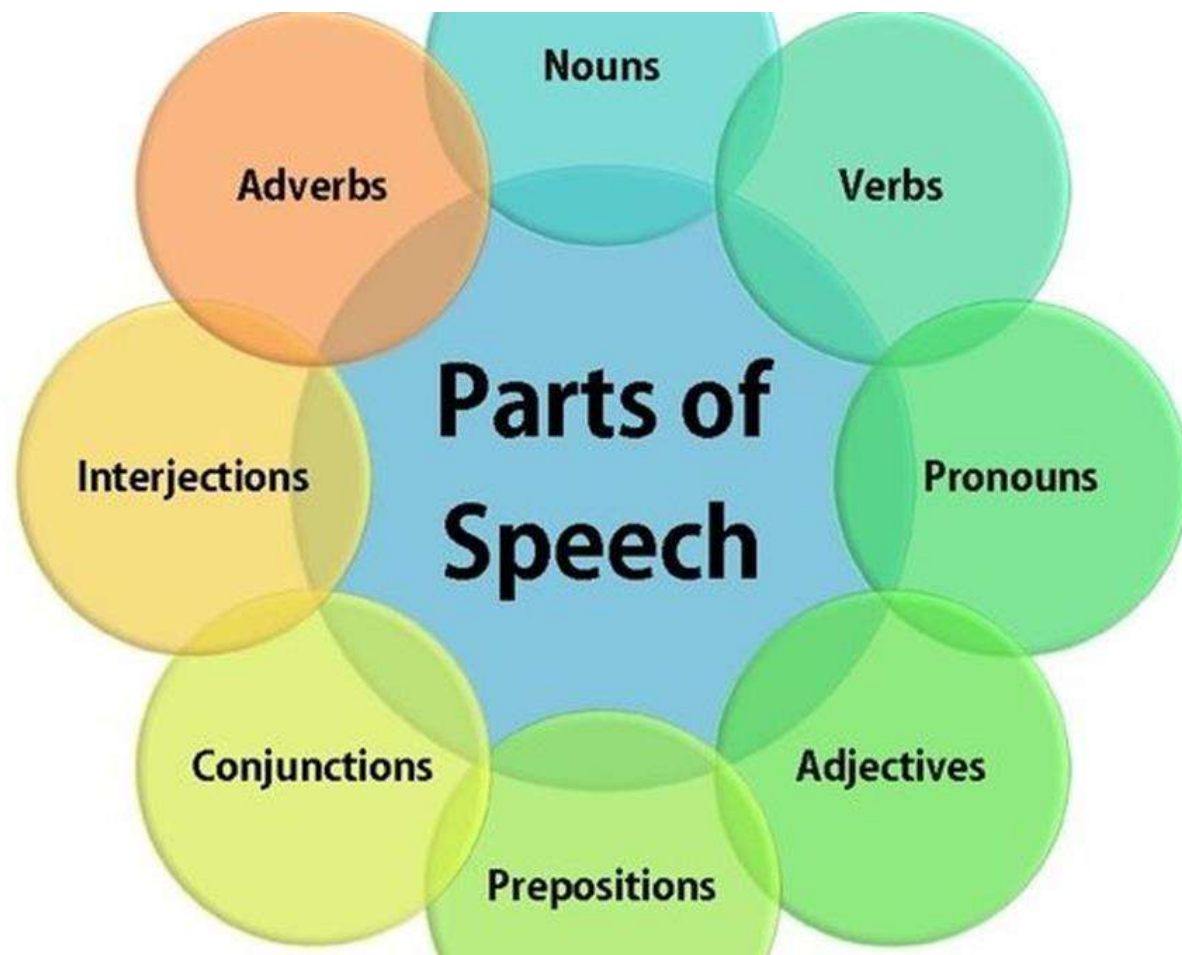 Nouns
Adverbs
Verbs
Parts of
Speech
Interjections
Pronouns
Conjunctions
Adjectives
Prepositions